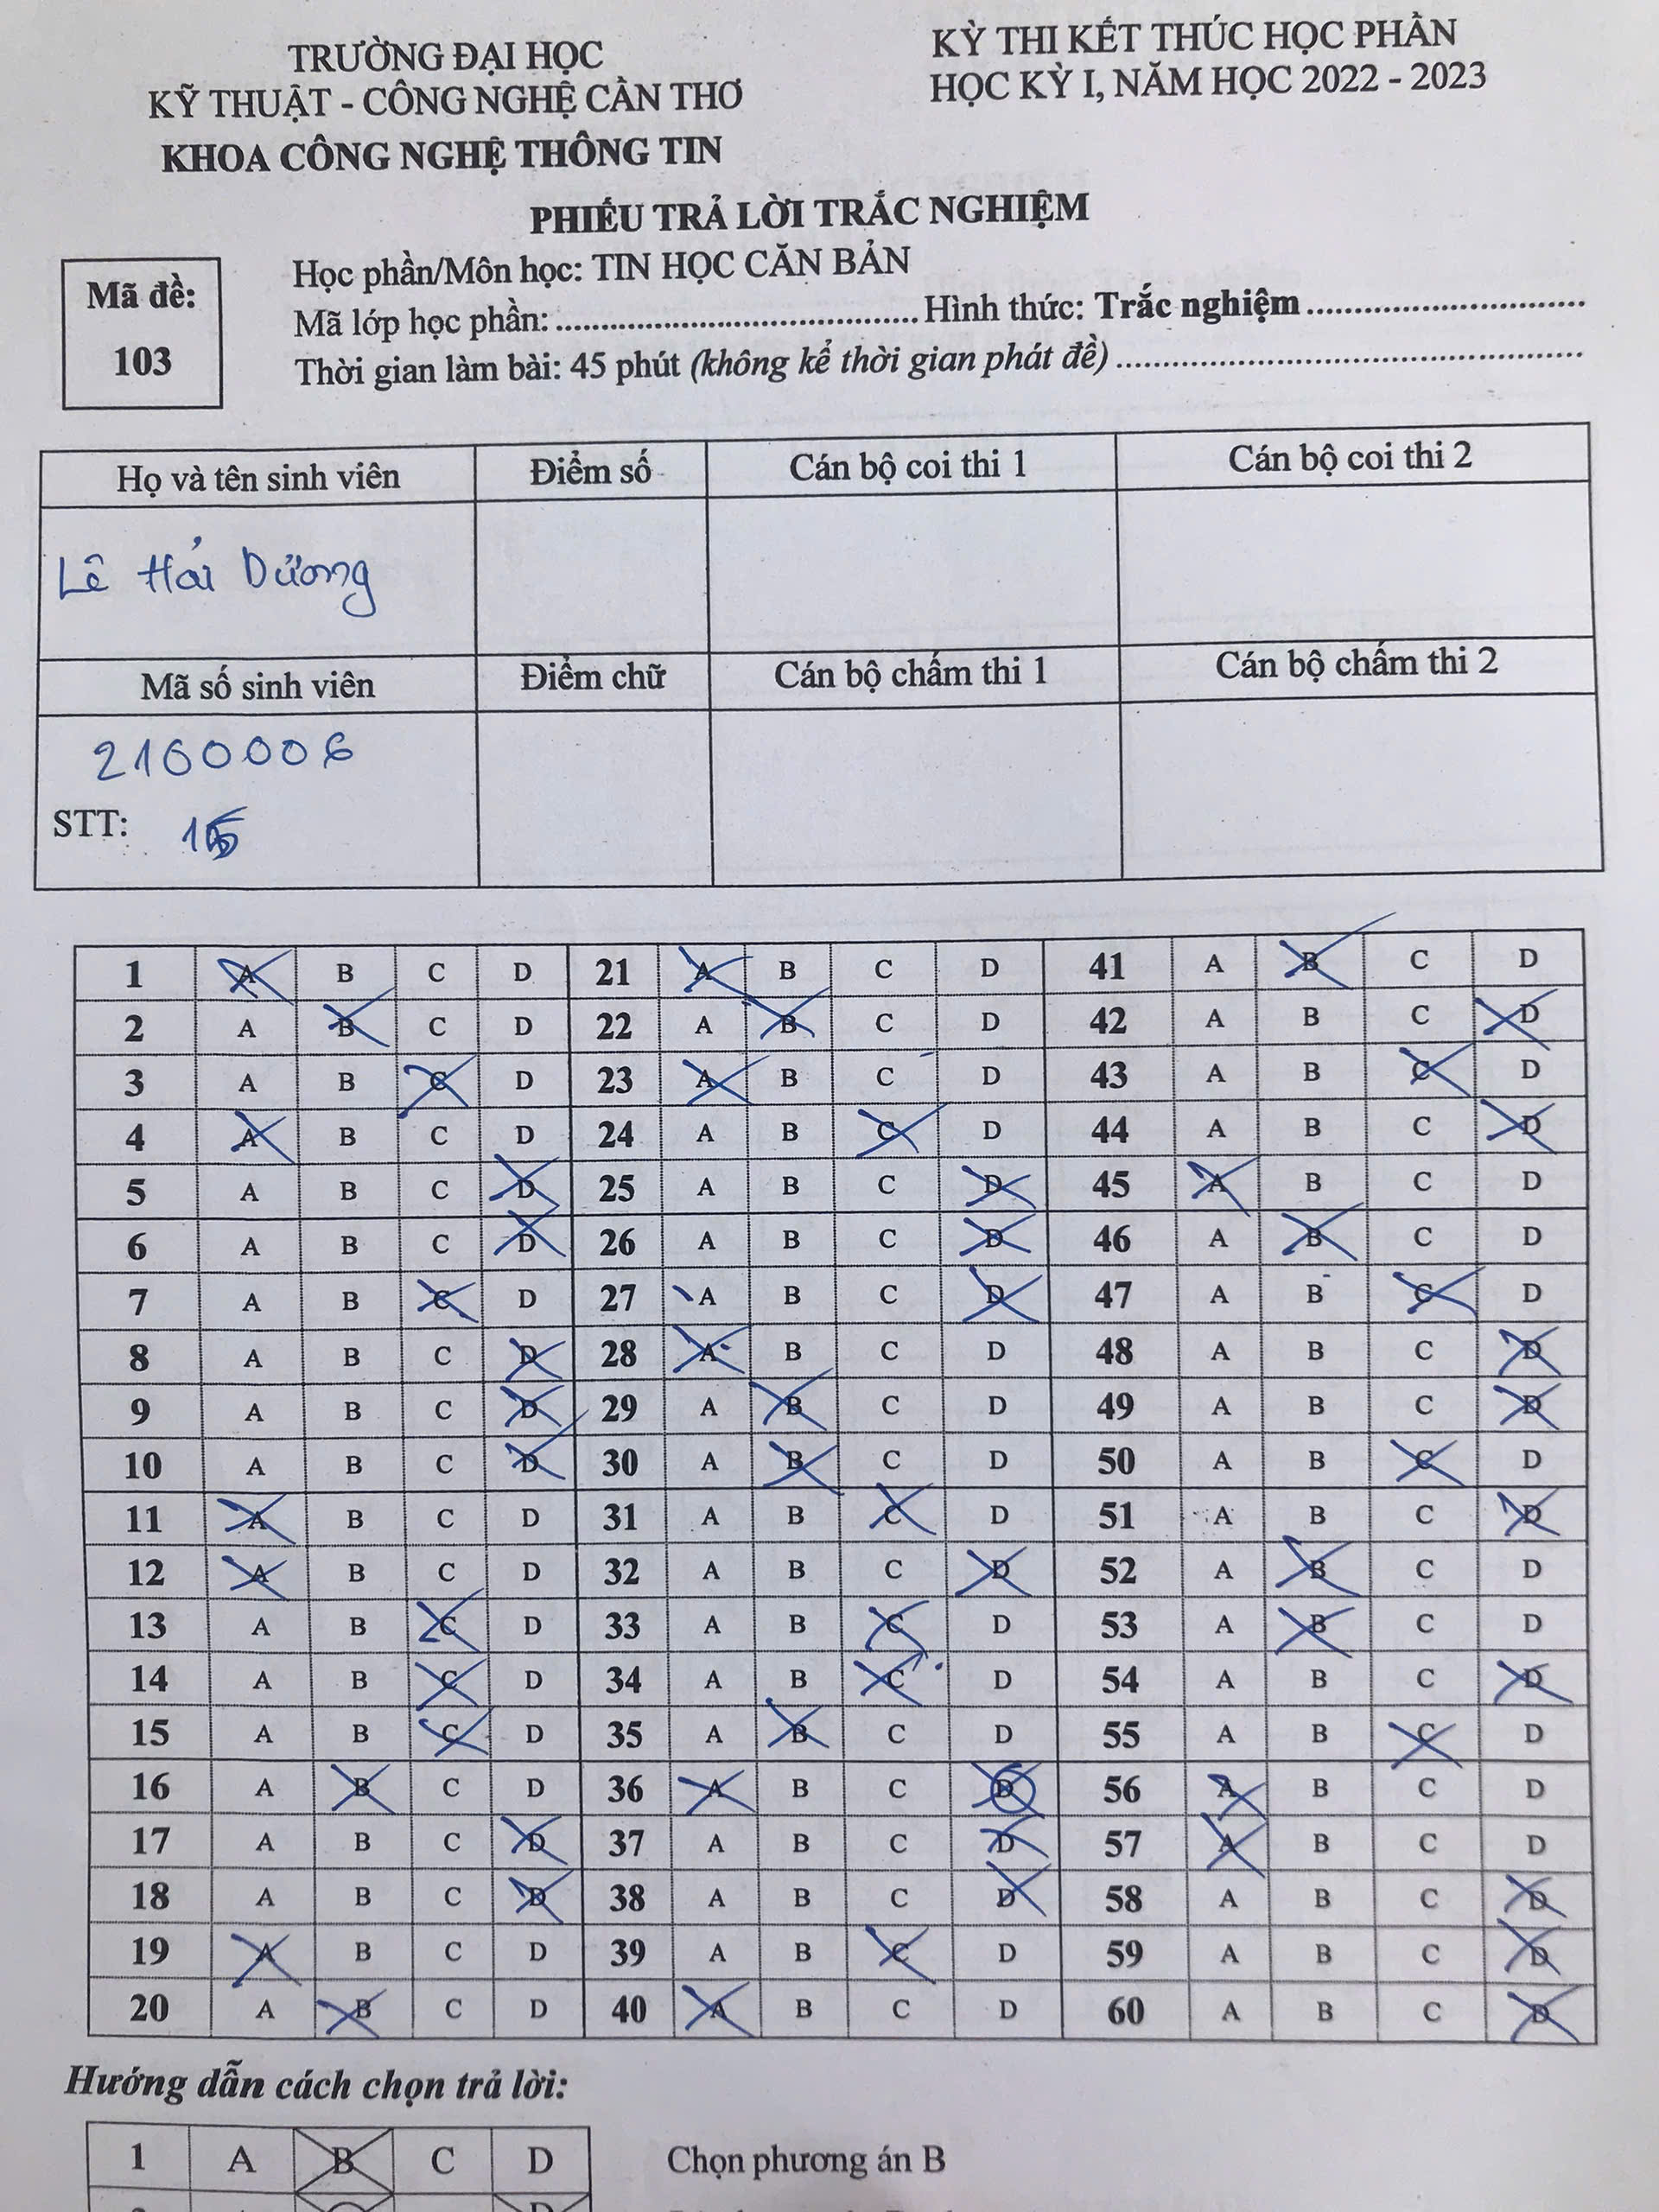 TRƯỜNG ĐẠI HỌC
KỸ THUẬT - CÔNG NGHỆ CẦN THƠ
KHOA CÔNG NGHỆ THÔNG TIN
KỲ THI KẾT THÚC HỌC PHẦN
HỌC KỲ I, NĂM HỌC 2022 - 2023
PHIẾU TRẢ LỜI TRẮC NGHIỆM
Mã đề:
103
Học phần/Môn học: TIN HỌC CĂN BẢN
Mã lớp học phần: ........................................ Hình thức: Trắc nghiệm ..............................
Thời gian làm bài: 45 phút (không kể thời gian phát đề) ..................................................
Họ và tên sinh viên Điểm số Cán bộ coi thi 1 Cán bộ coi thi 2
Lê Hải Dương
Mã số sinh viên Điểm chữ Cán bộ chấm thi 1 Cán bộ chấm thi 2
2100006
STT:
1 A B C D 21 A B C D 41 A B C D
2 A B C D 22 A B C D 42 A B C D
3 A B C D 23 A B C D 43 A B C D
4 A B C D 24 A B C D 44 A B C D
5 A B C D 25 A B C D 45 A B C D
6 A B C D 26 A B C D 46 A B C D
7 A B C D 27 A B C D 47 A B C D
8 A B C D 28 A B C D 48 A B C D
9 A B C D 29 A B C D 49 A B C D
10 A B C D 30 A B C D 50 A B C D
11 A B C D 31 A B C D 51 A B C D
12 A B C D 32 A B C D 52 A B C D
13 A B C D 33 A B C D 53 A B C D
14 A B C D 34 A B C D 54 A B C D
15 A B C D 35 A B C D 55 A B C D
16 A B C D 36 A B C D 56 A B C D
17 A B C D 37 A B C D 57 A B C D
18 A B C D 38 A B C D 58 A B C D
19 A B C D 39 A B C D 59 A B C D
20 A B C D 40 A B C D 60 A B C D
Hướng dẫn cách chọn trả lời:
1 A B C D Chọn phương án B